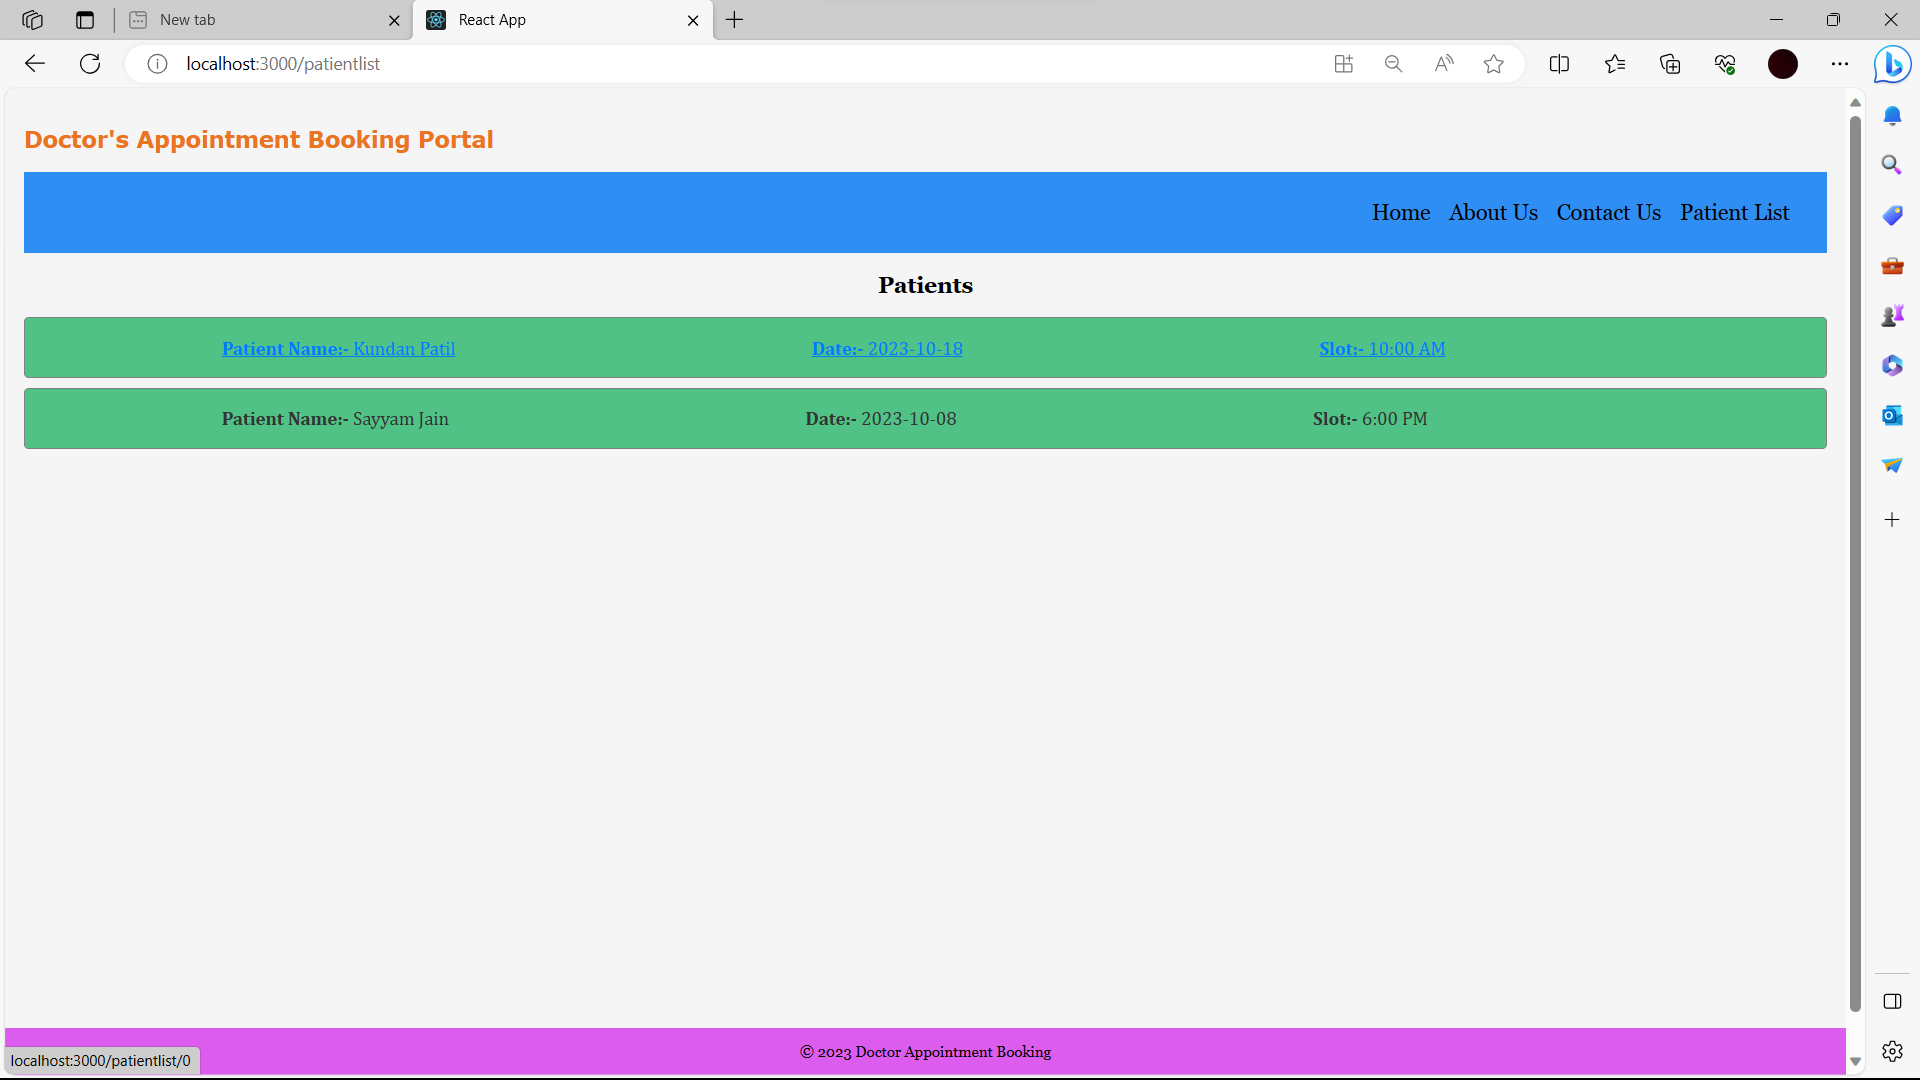 New tab
React App
localhost:3000/patientlist
Doctor's Appointment Booking Portal
Home About Us Contact Us Patient List
Patients
Patient Name:- Kundan Patil Date:- 2023-10-18 Slot:- 10:00 AM
Patient Name:- Sayyam Jain Date:- 2023-10-08 Slot:- 6:00 PM
© 2023 Doctor Appointment Booking
localhost:3000/patientlist/0